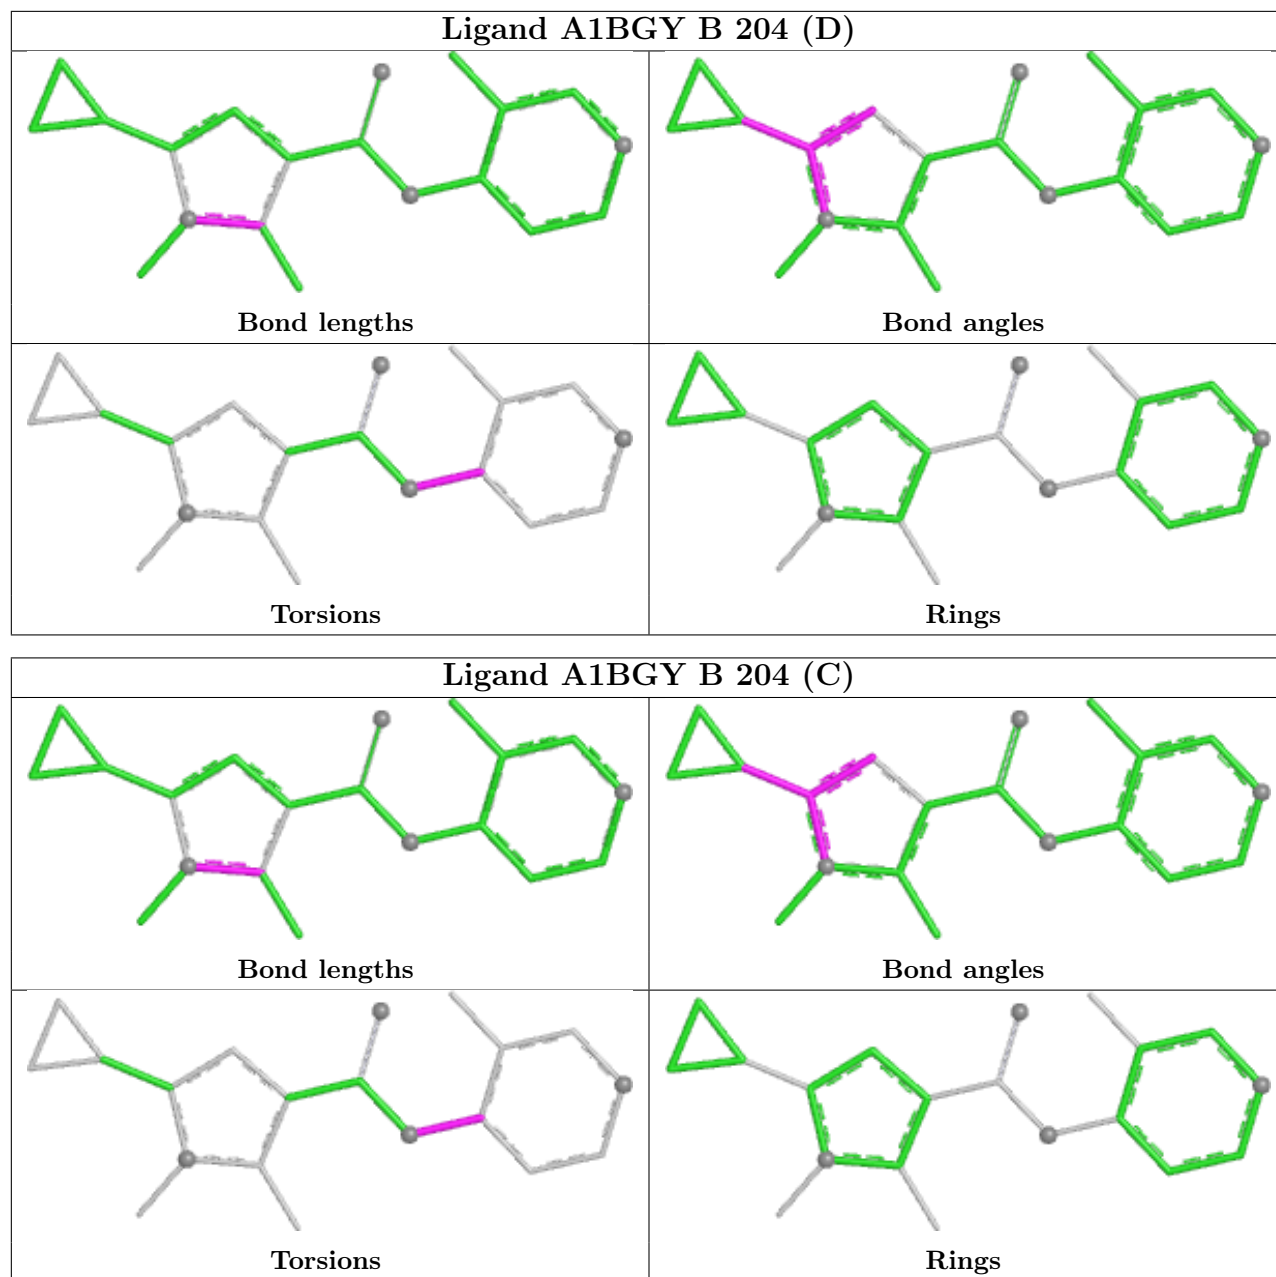 Ligand A1BGY B 204 (D)
Bond lengths
Bond angles
Torsions
Rings
Ligand A1BGY B 204 (C)
Bond lengths
Bond angles
Torsions
Rings